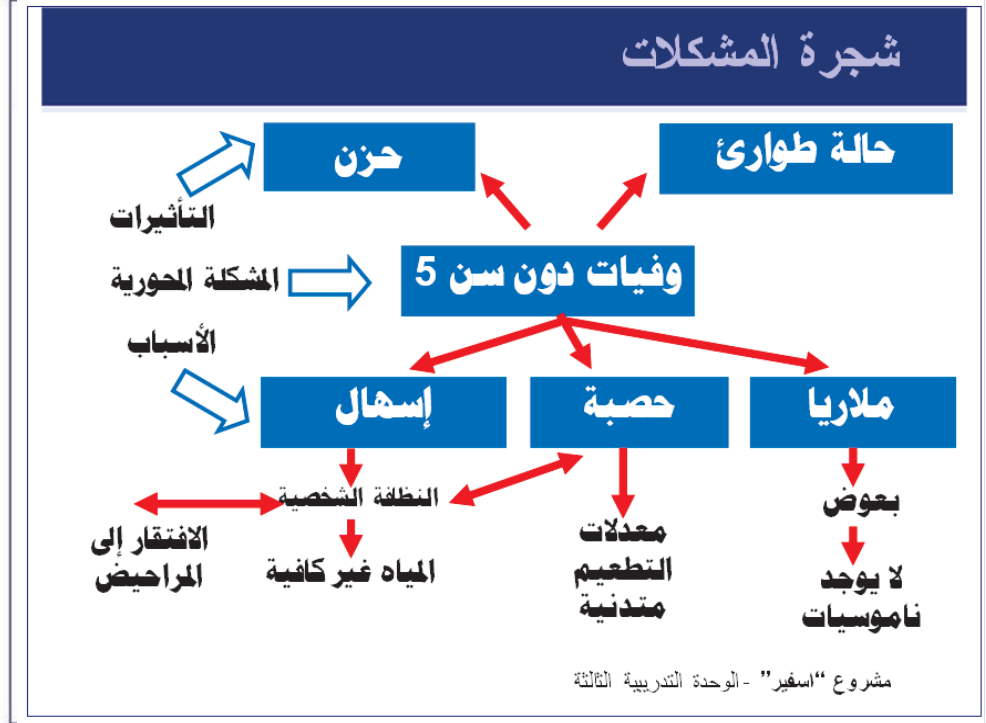 شجرة المشكلات
حالة طوارئ
حزن
التأثيرات
وفيات دون سن 5
المشكلة المحورية
الأسباب
ملاريا
حصبة
إسهال
بعوض
النظافة الشخصية
معدلات
التطعيم
متدنية
الافتقار إلى
المراحيض
المياه غير كافية
لا يوجد
ناموسيات
مشروع “اسفير” - الوحدة التدريبية الثالثة